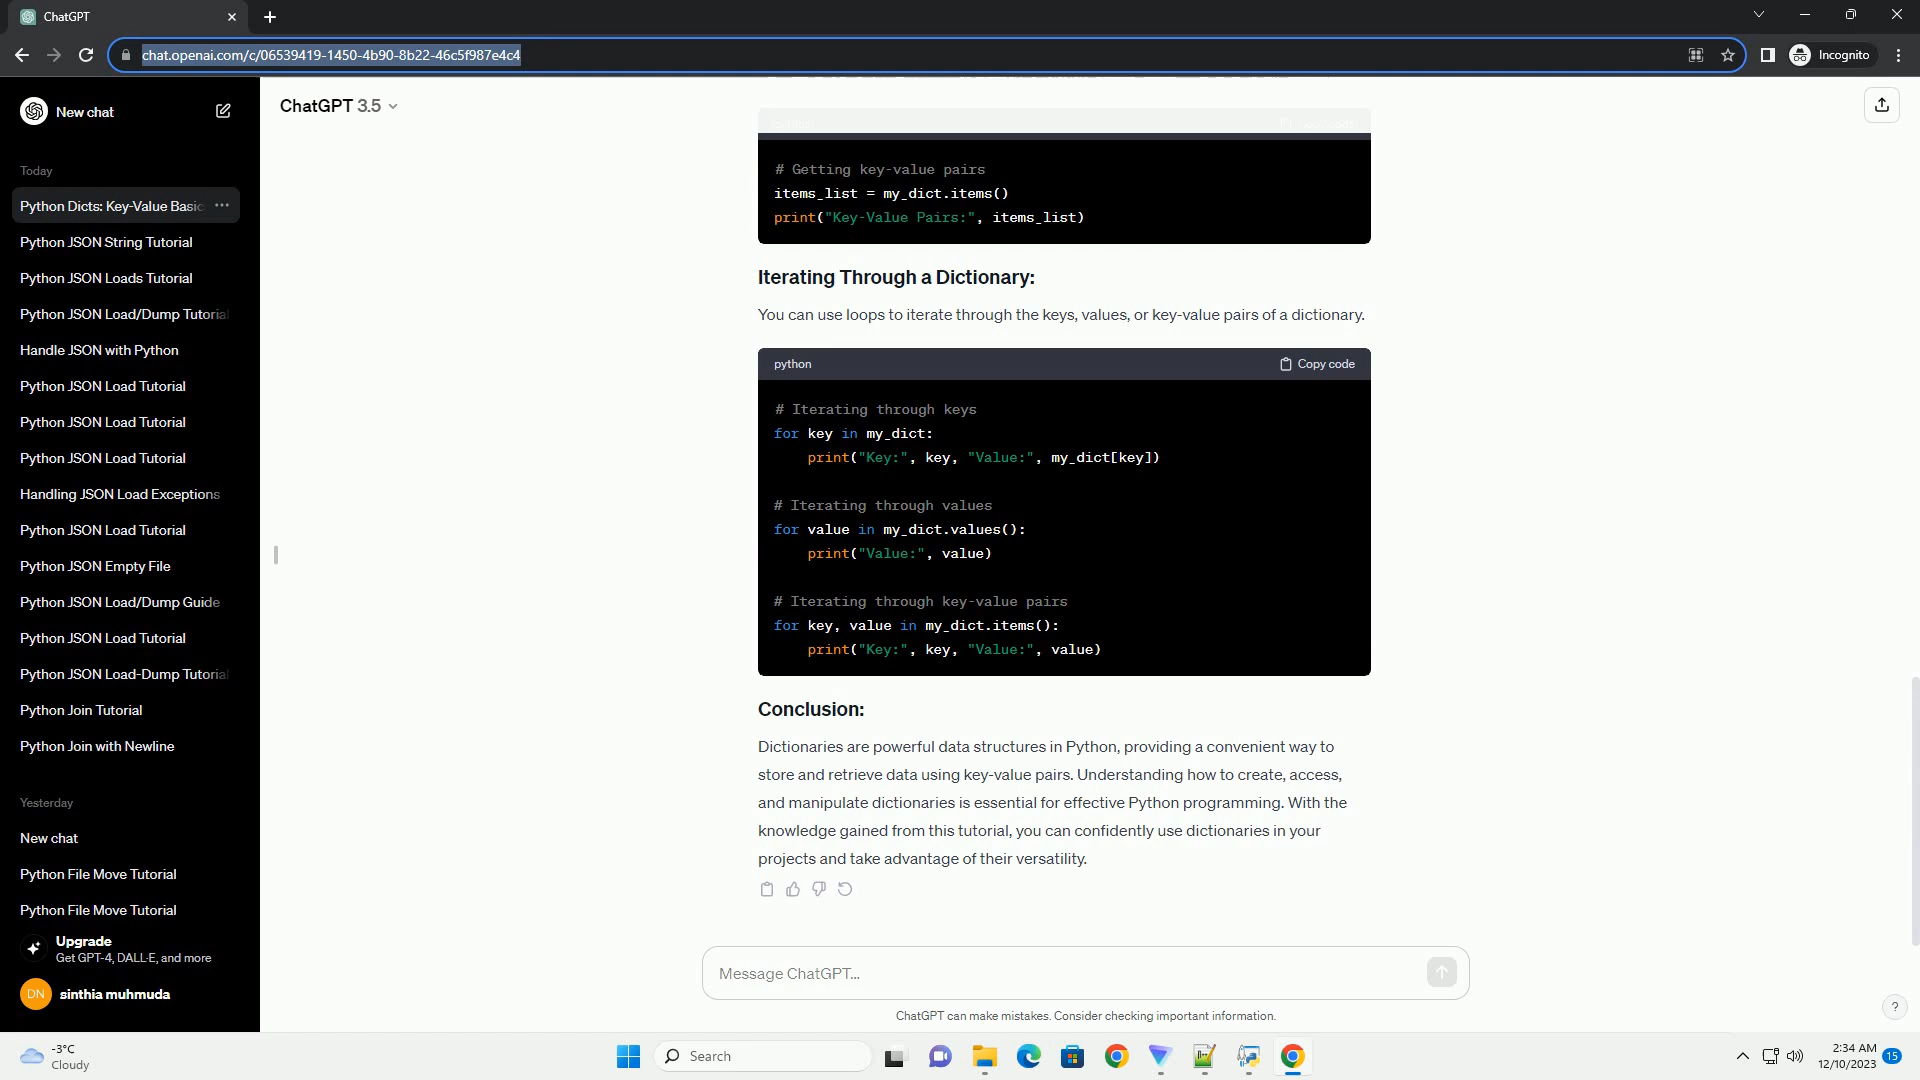 ChatGPT
chat.openai.com/c/06539419-1450-4b90-8b22-46c5f987e4c4
Incognito
New chat
ChatGPT 3.5
Today
Python Dicts: Key-Value Basic
Python JSON String Tutorial
Python JSON Loads Tutorial
Python JSON Load/Dump Tutorial
Handle JSON with Python
Python JSON Load Tutorial
Python JSON Load Tutorial
Python JSON Load Tutorial
Handling JSON Load Exceptions
Python JSON Load Tutorial
Python JSON Empty File
Python JSON Load/Dump Guide
Python JSON Load Tutorial
Python JSON Load-Dump Tutorial
Python Join Tutorial
Python Join with Newline
Yesterday
New chat
Python File Move Tutorial
Python File Move Tutorial
Upgrade
Get GPT-4, DALL·E, and more
DN
sinthia muhmuda
# Getting key-value pairs
items_list = my_dict.items()
print("Key-Value Pairs:", items_list)
Iterating Through a Dictionary:
You can use loops to iterate through the keys, values, or key-value pairs of a dictionary.
python
Copy code
# Iterating through keys
for key in my_dict:
    print("Key:", key, "Value:", my_dict[key])
# Iterating through values
for value in my_dict.values():
    print("Value:", value)
# Iterating through key-value pairs
for key, value in my_dict.items():
    print("Key:", key, "Value:", value)
Conclusion:
Dictionaries are powerful data structures in Python, providing a convenient way to
store and retrieve data using key-value pairs. Understanding how to create, access,
and manipulate dictionaries is essential for effective Python programming. With the
knowledge gained from this tutorial, you can confidently use dictionaries in your
projects and take advantage of their versatility.
Message ChatGPT...
ChatGPT can make mistakes. Consider checking important information.
?
-3°C
Cloudy
Search
2:34 AM
12/10/2023
15